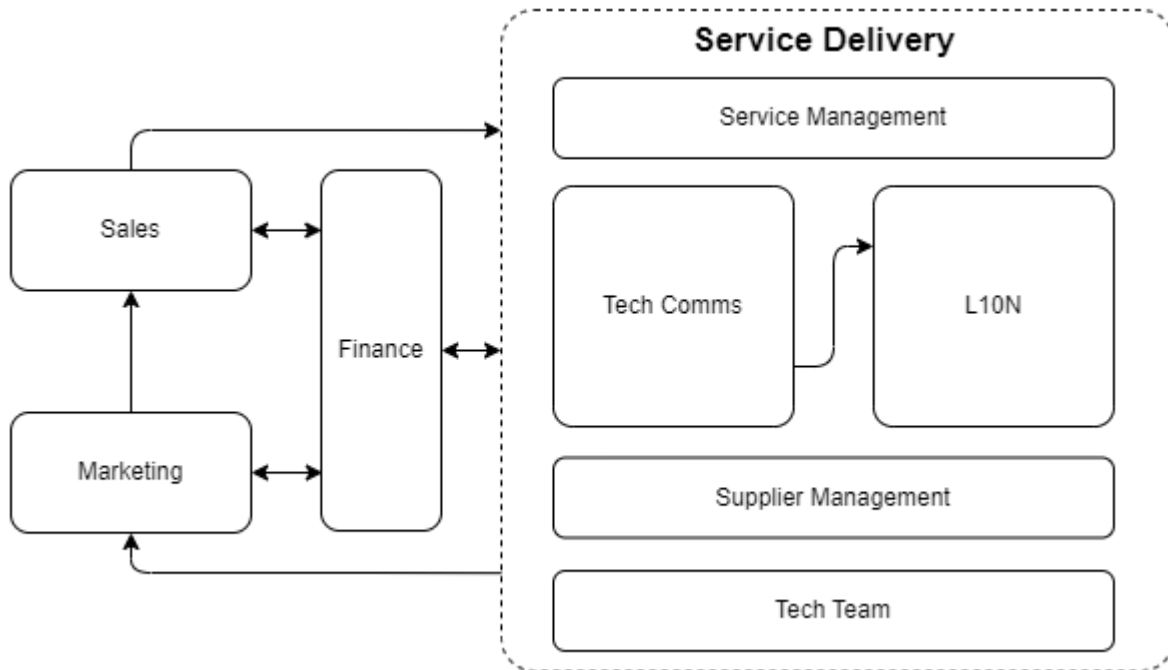 Service Delivery
Service Management
Sales
Tech Comms
L10N
Finance
Marketing
Supplier Management
Tech Team